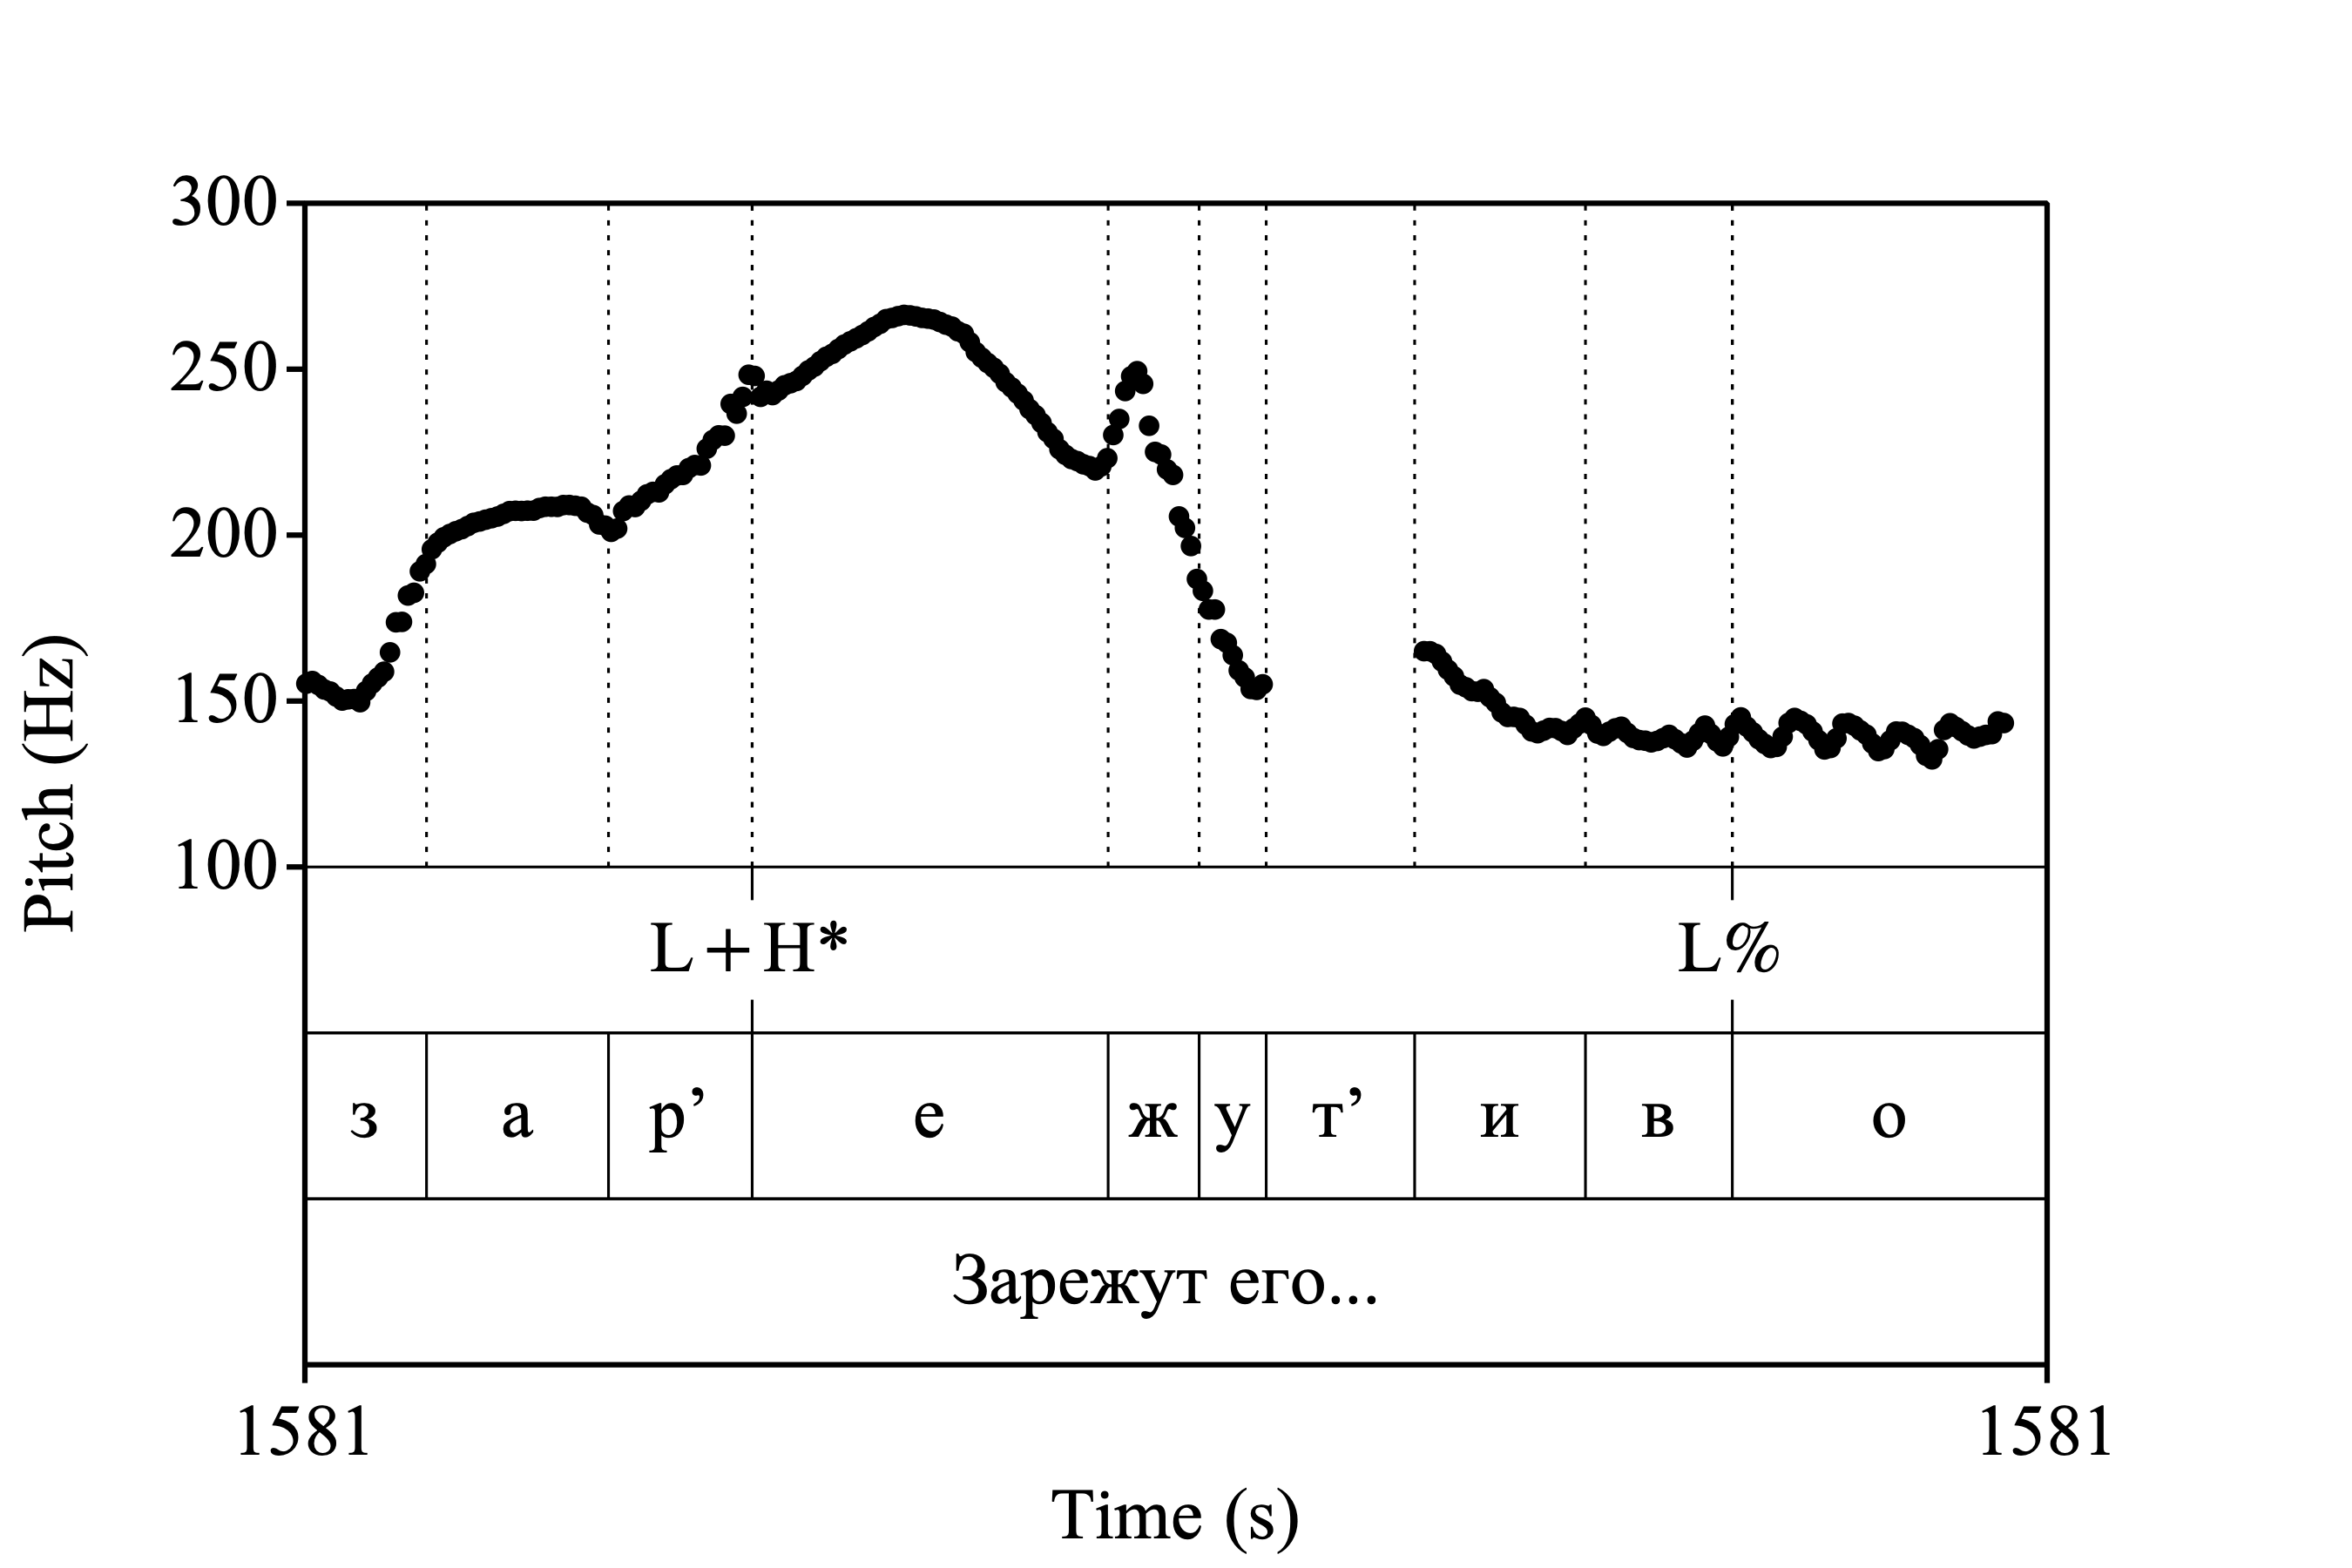 300
250
200
150
100
Pitch (Hz)
L+H* L%
з а р’ е ж у т’ и в о
Зарежут его...
1581 1581
Time (s)